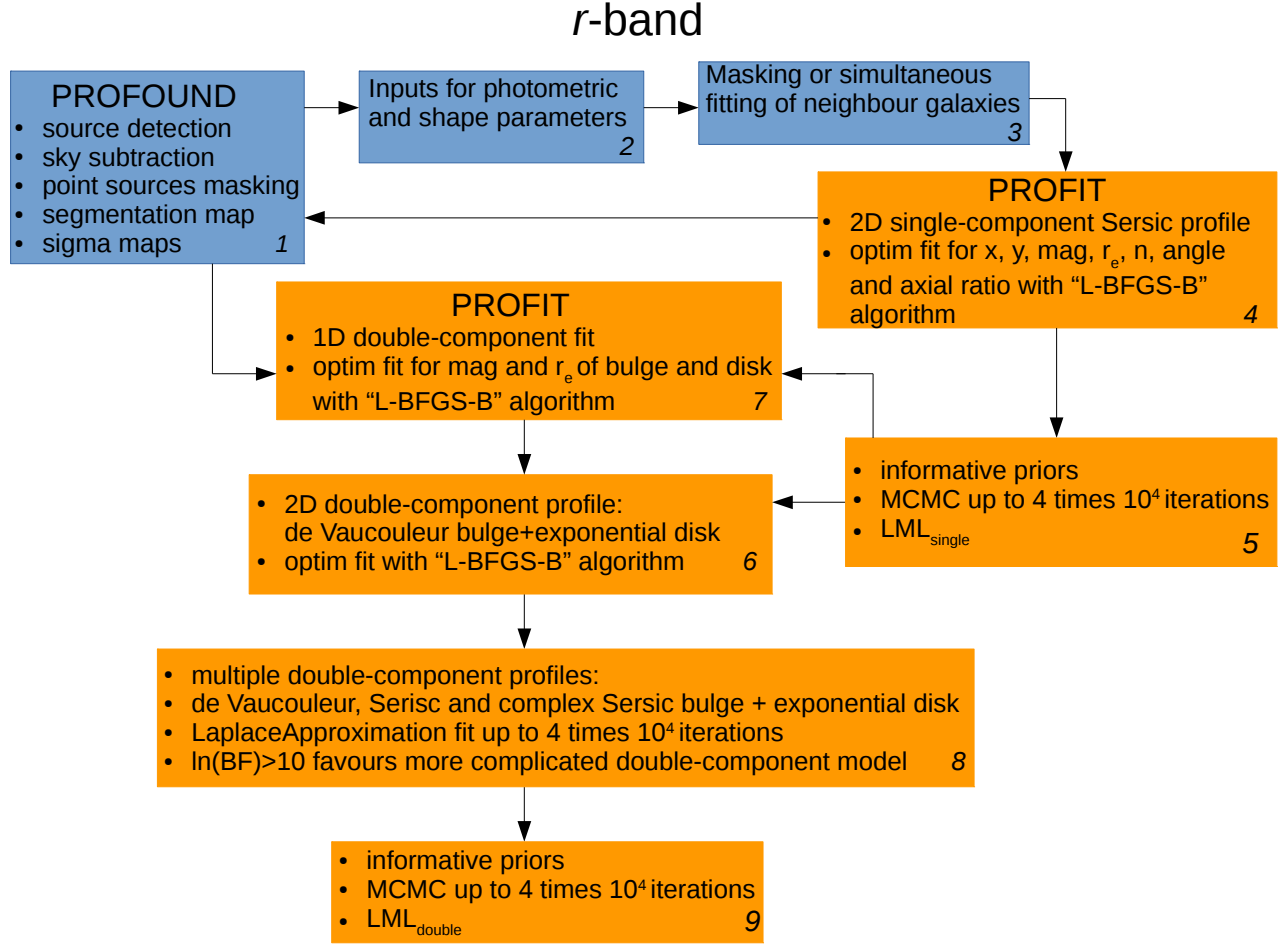 r-band
PROFOUND
• source detection
• sky subtraction
• point sources masking
• segmentation map
• sigma maps
1
Inputs for photometric
and shape parameters
2
Masking or simultaneous
fitting of neighbour galaxies
3
PROFIT
• 2D single-component Sersic profile
• optim fit for x, y, mag, re, n, angle
and axial ratio with “L-BFGS-B”
algorithm 4
PROFIT
• 1D double-component fit
• optim fit for mag and re of bulge and disk
with “L-BFGS-B” algorithm 7
• informative priors
• MCMC up to 4 times 10⁴ iterations
• LMLsingle 5
• 2D double-component profile:
de Vaucouleur bulge+exponential disk
• optim fit with “L-BFGS-B” algorithm 6
• multiple double-component profiles:
• de Vaucouleur, Serisc and complex Sersic bulge + exponential disk
• LaplaceApproximation fit up to 4 times 10⁴ iterations
• ln(BF)>10 favours more complicated double-component model 8
• informative priors
• MCMC up to 4 times 10⁴ iterations
• LMLdouble 9